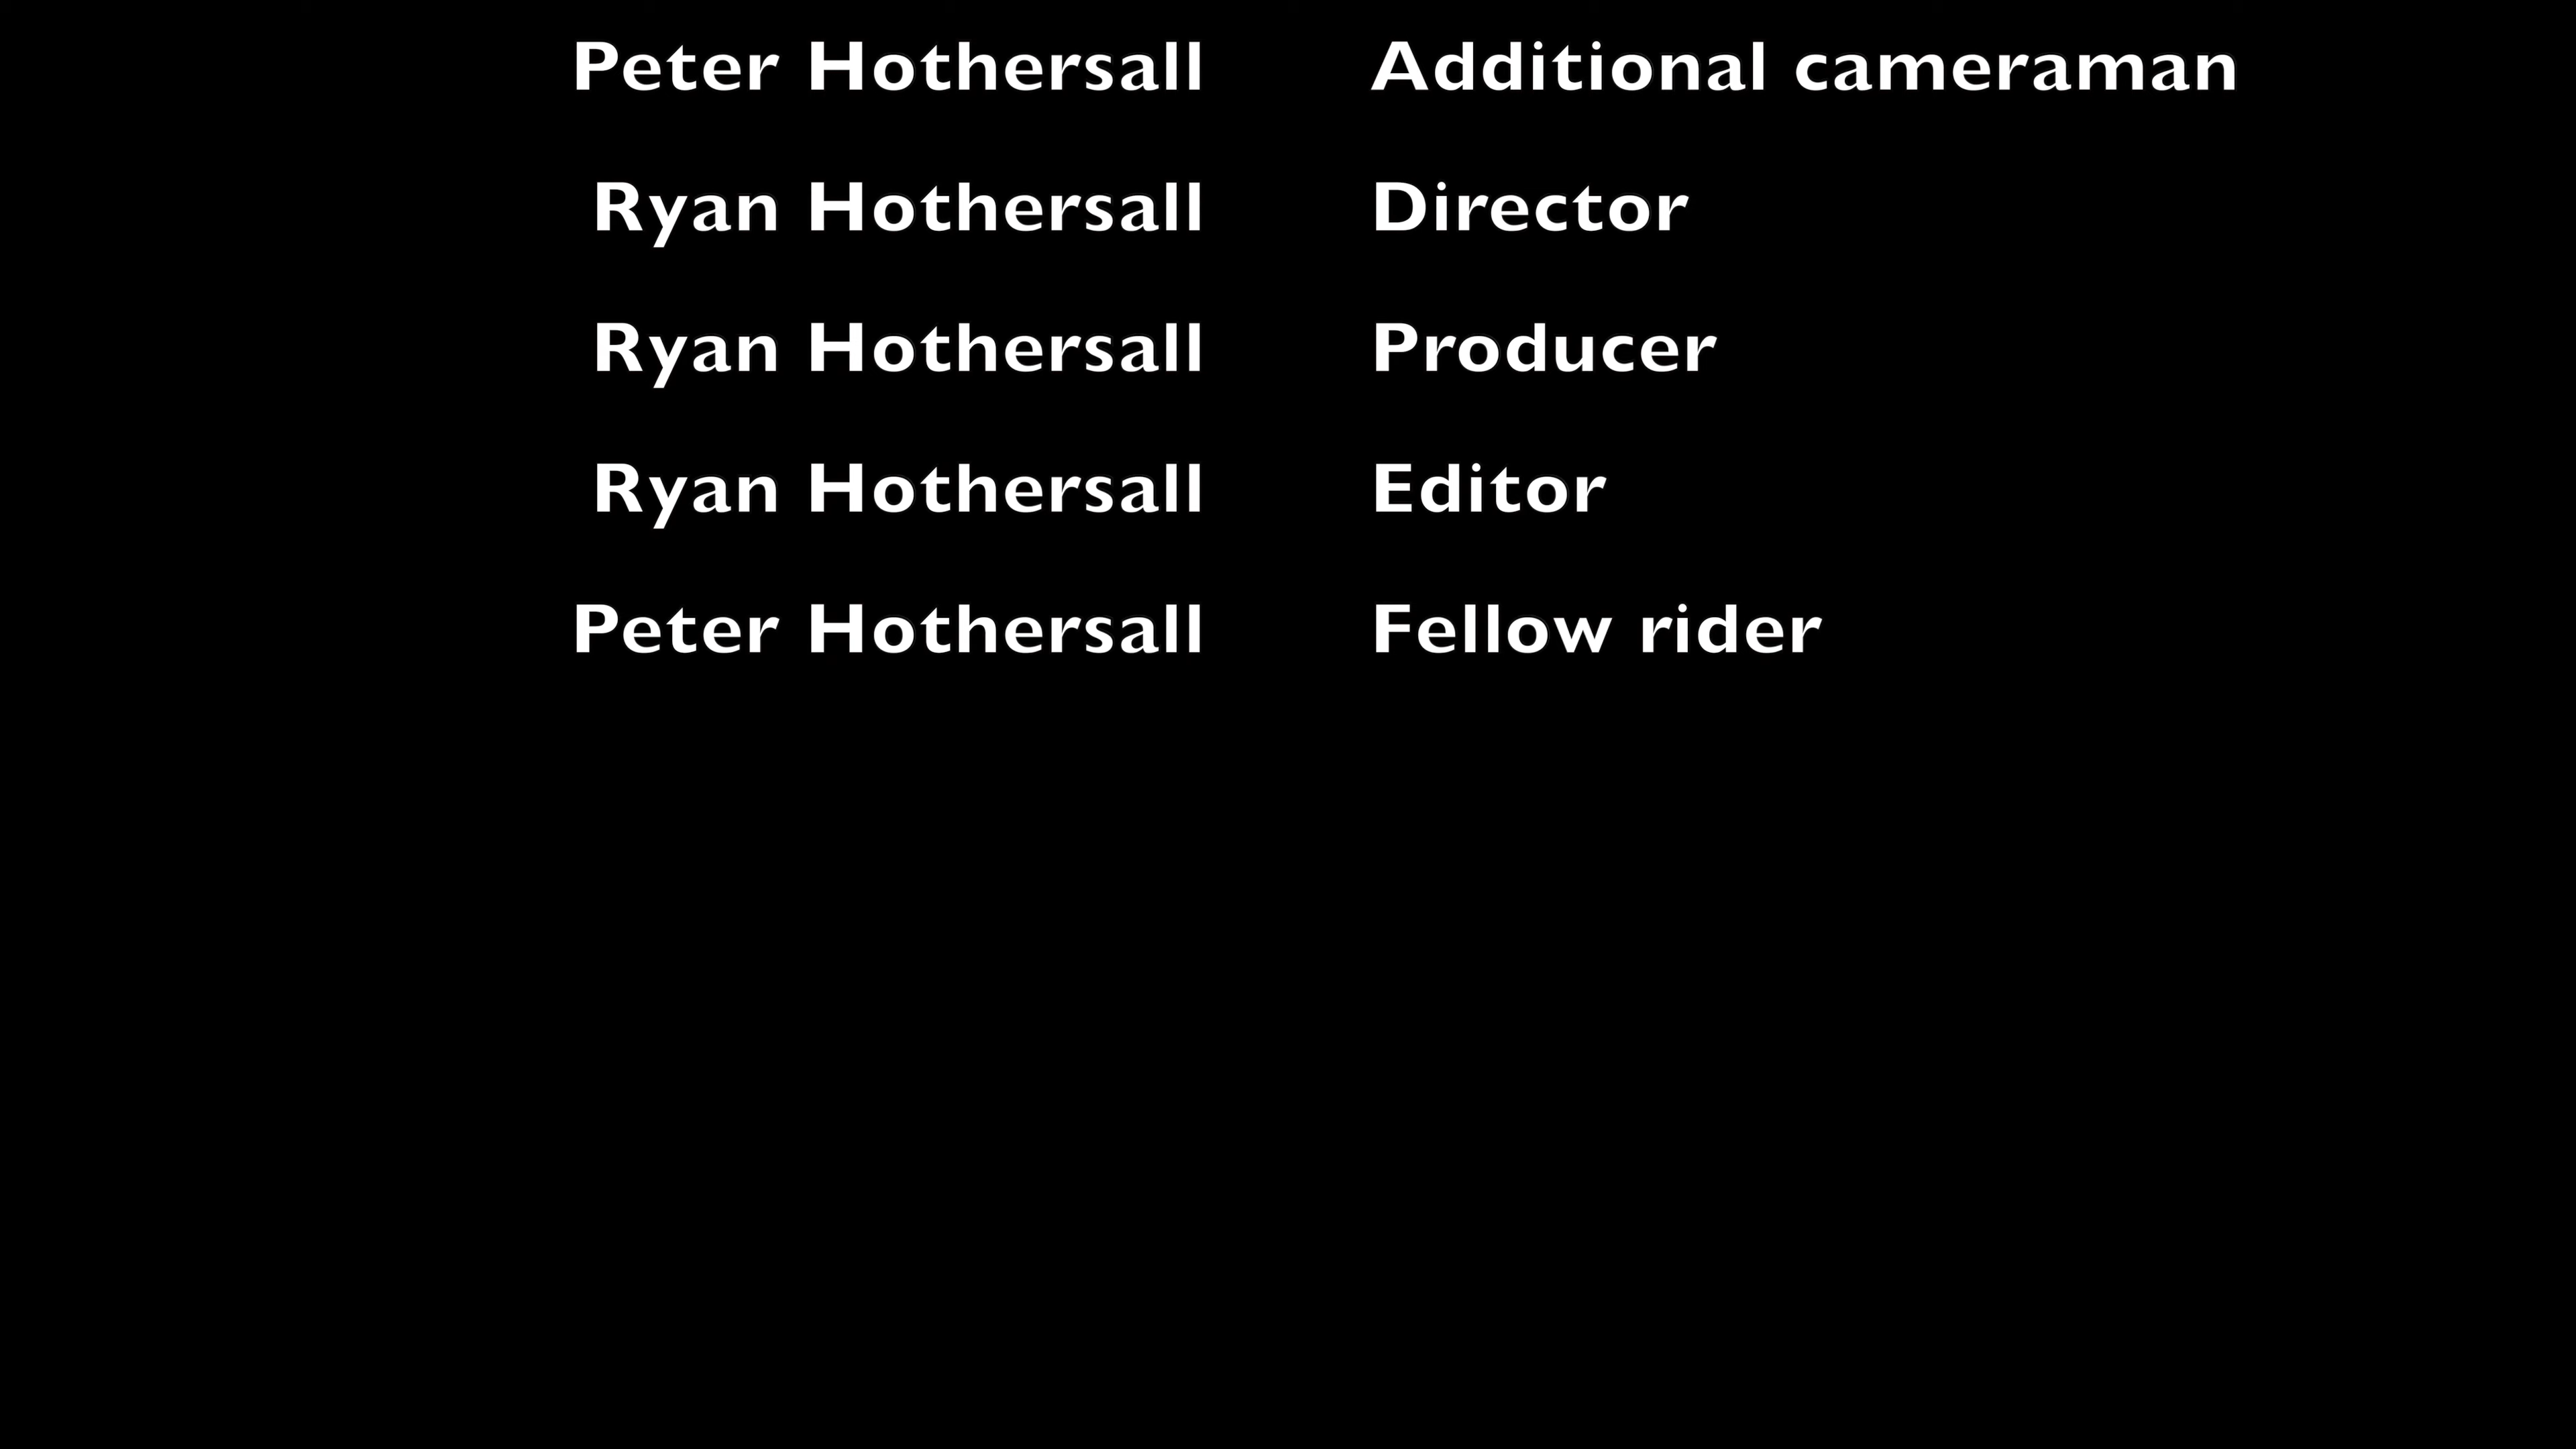 Peter Hothersall Additional cameraman
Ryan Hothersall Director
Ryan Hothersall Producer
Ryan Hothersall Editor
Peter Hothersall Fellow rider